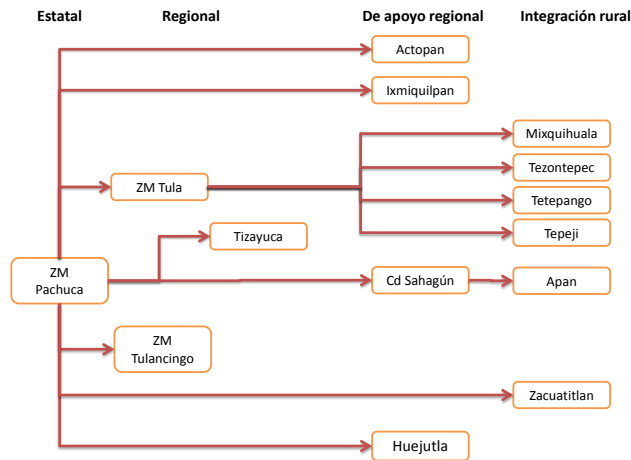 Estatal Regional De apoyo regional Integración rural
Actopan
Ixmiquilpan
Mixquihuala
Tezontepec
ZM Tula
Tetepango
Tepeji
Tizayuca
ZM
Pachuca
Cd Sahagún
Apan
ZM
Tulancingo
Zacuatitlan
Huejutla